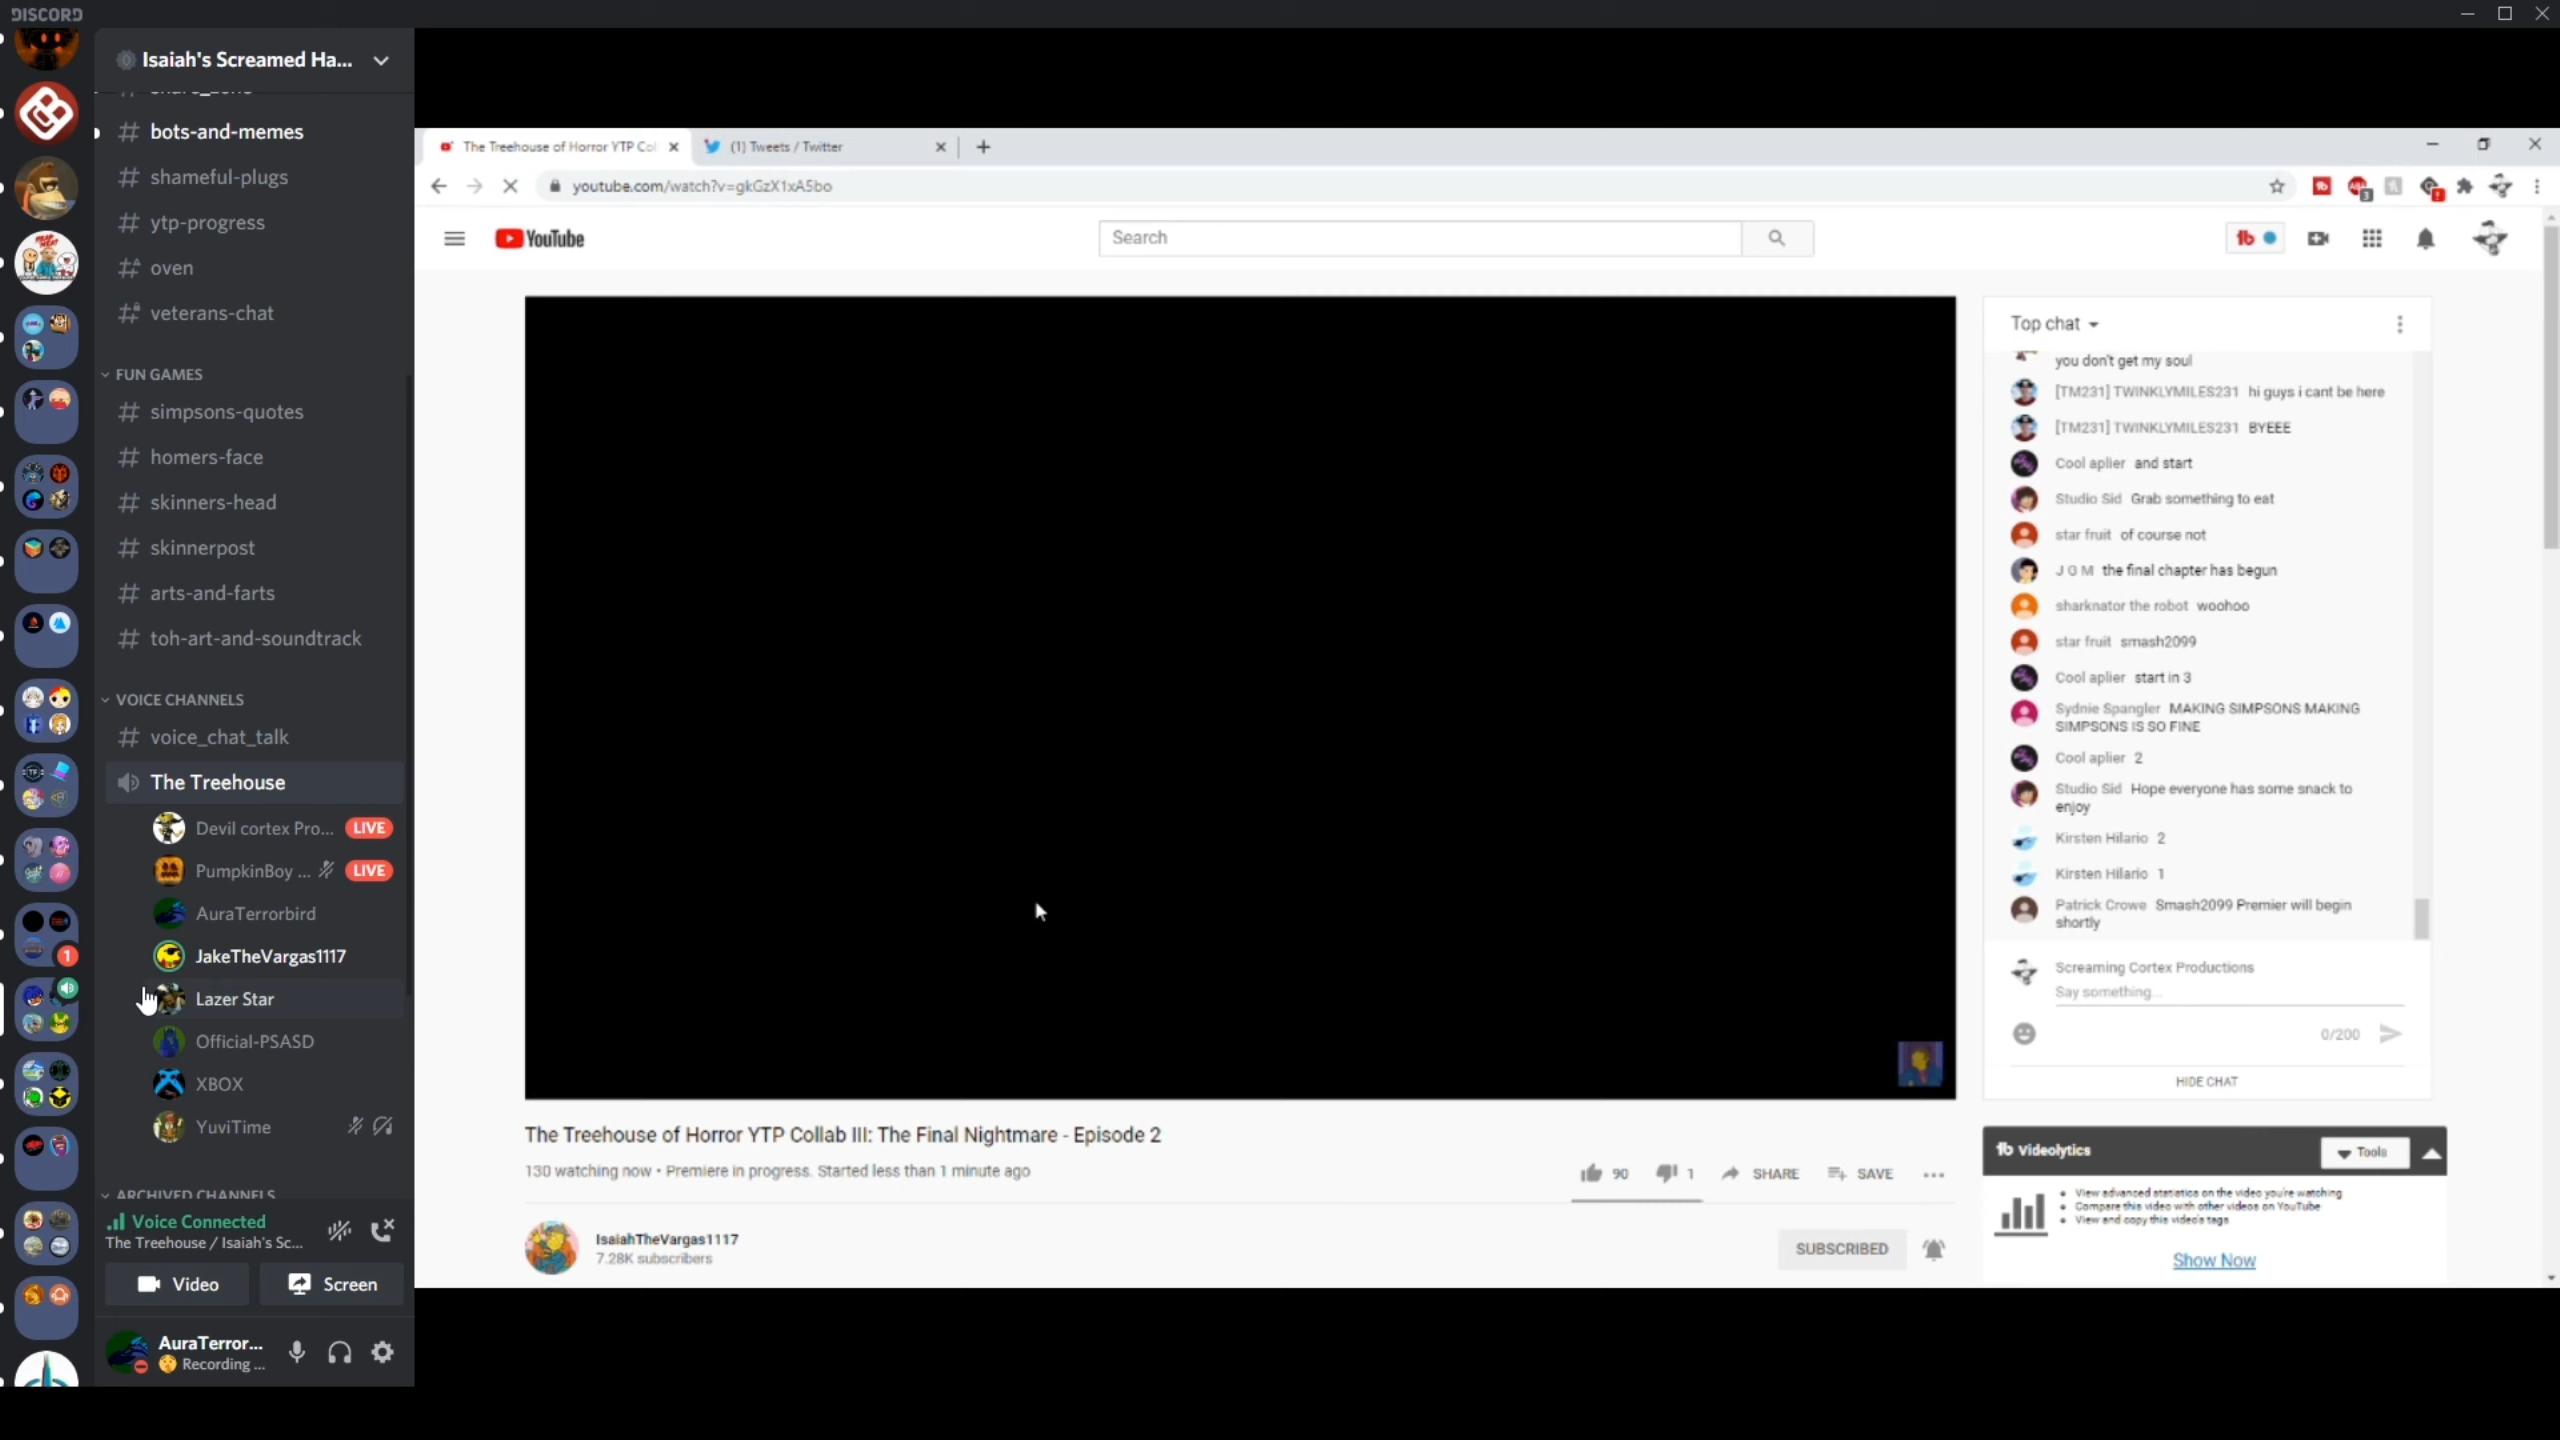 DISCORD
Isaiah's Screamed Ha...
bots-and-memes
shameful-plugs
ytp-progress
oven
veterans-chat
FUN GAMES
simpsons-quotes
homers-face
skinners-head
skinnerpost
arts-and-farts
toh-art-and-soundtrack
VOICE CHANNELS
voice_chat_talk
The Treehouse
Devil cortex Pro... LIVE
PumpkinBoy ... LIVE
AuraTerrorbird
JakeTheVargas1117
Lazer Star
Official-PSASD
XBOX
YuviTime
ARCHIVED CHANNELS
1
Voice Connected
The Treehouse / Isaiah's Sc...
Video Screen
AuraTerror...
Recording ...
The Treehouse of Horror YTP Col
(1) Tweets / Twitter
youtube.com/watch?v=gkGzX1xA5bo
YouTube
Search
Top chat
you don't get my soul
[TM231] TWINKLYMILES231 hi guys i cant be here
[TM231] TWINKLYMILES231 BYEEE
Cool aplier and start
Studio Sid Grab something to eat
star fruit of course not
J G M the final chapter has begun
sharknator the robot woohoo
star fruit smash2099
Cool aplier start in 3
Sydnie Spangler MAKING SIMPSONS MAKING
SIMPSONS IS SO FINE
Cool aplier 2
Studio Sid Hope everyone has some snack to
enjoy
Kirsten Hilario 2
Kirsten Hilario 1
Patrick Crowe Smash2099 Premier will begin
shortly
Screaming Cortex Productions
Say something...
0/200
HIDE CHAT
The Treehouse of Horror YTP Collab III: The Final Nightmare - Episode 2
130 watching now • Premiere in progress. Started less than 1 minute ago
90 1 SHARE SAVE
IsaiahTheVargas1117
7.28K subscribers
SUBSCRIBED
Videolytics
Tools
View advanced statistics on the video you're watching
Compare this video with other videos on YouTube
View and copy this video's tags
Show Now